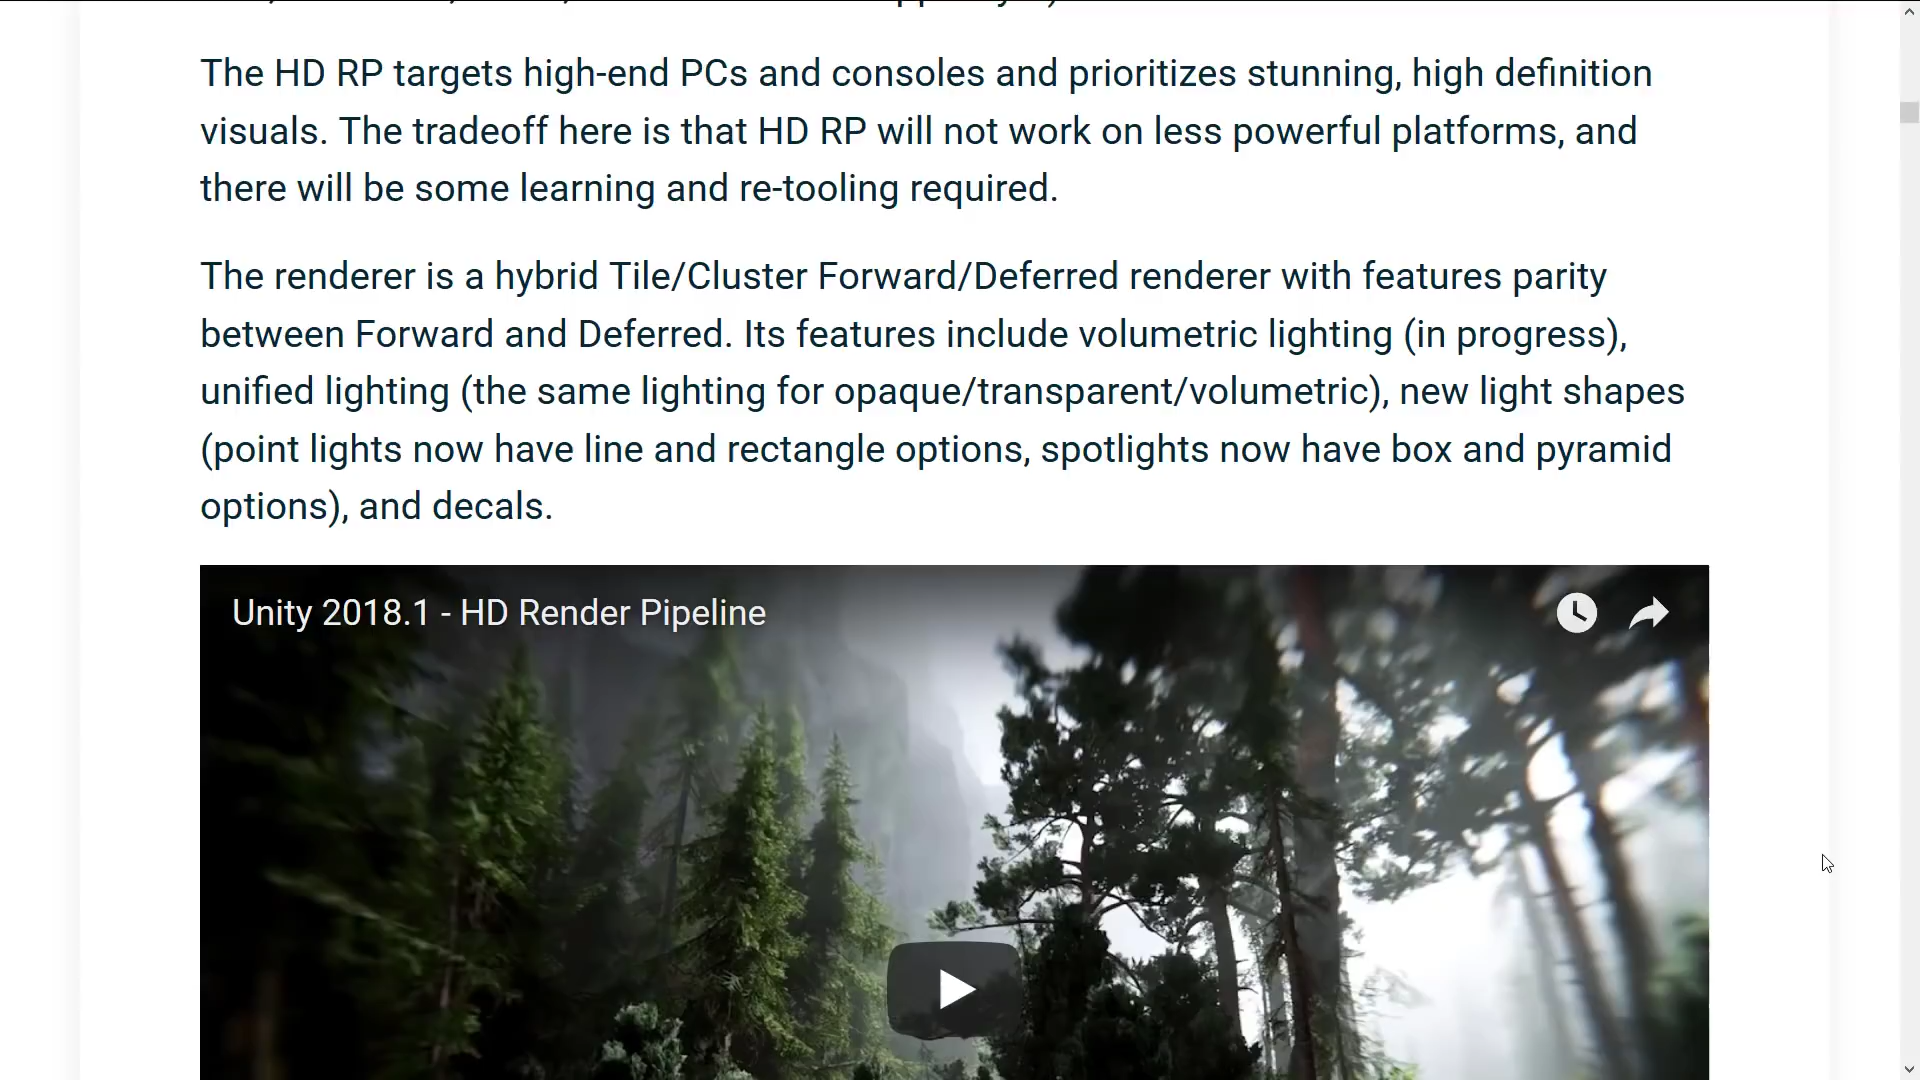 The HD RP targets high-end PCs and consoles and prioritizes stunning, high definition
visuals. The tradeoff here is that HD RP will not work on less powerful platforms, and
there will be some learning and re-tooling required.
The renderer is a hybrid Tile/Cluster Forward/Deferred renderer with features parity
between Forward and Deferred. Its features include volumetric lighting (in progress),
unified lighting (the same lighting for opaque/transparent/volumetric), new light shapes
(point lights now have line and rectangle options, spotlights now have box and pyramid
options), and decals.
Unity 2018.1 - HD Render Pipeline